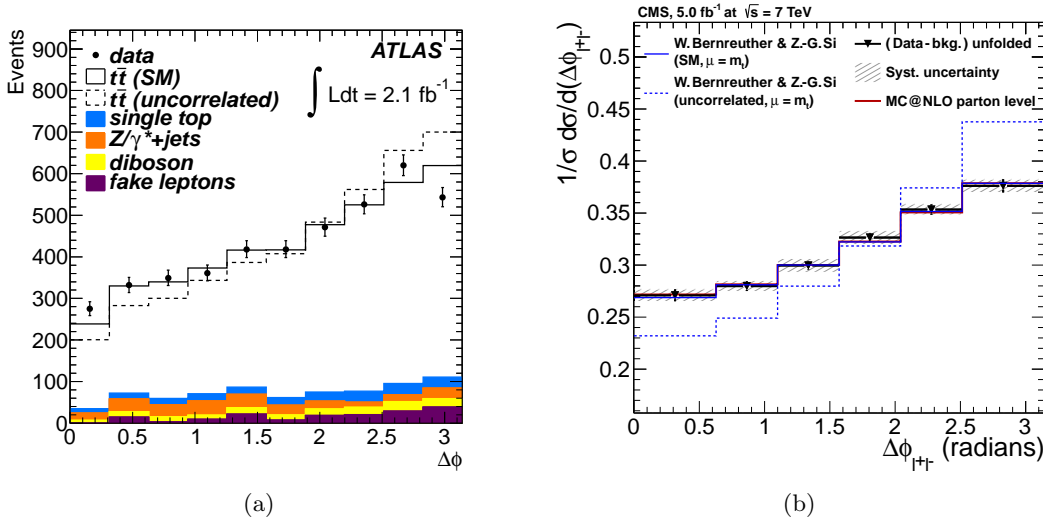 Events
900
800
700
600
500
400
300
200
100
0
ATLAS
data
tt̄ (SM)
tt̄ (uncorrelated)
single top
Z/γ*+jets
diboson
fake leptons
∫ Ldt = 2.1 fb⁻¹
0 0.5 1 1.5 2 2.5 3
Δϕ
(a)
CMS, 5.0 fb⁻¹ at √s = 7 TeV
1/σ dσ/d(Δϕl+l-)
0.5
0.45
0.4
0.35
0.3
0.25
0.2
W. Bernreuther & Z.-G.Si
(SM, μ = mt)
W. Bernreuther & Z.-G.Si
(uncorrelated, μ = mt)
(Data - bkg.) unfolded
Syst. uncertainty
MC@NLO parton level
0 0.5 1 1.5 2 2.5 3
Δϕl+l- (radians)
(b)